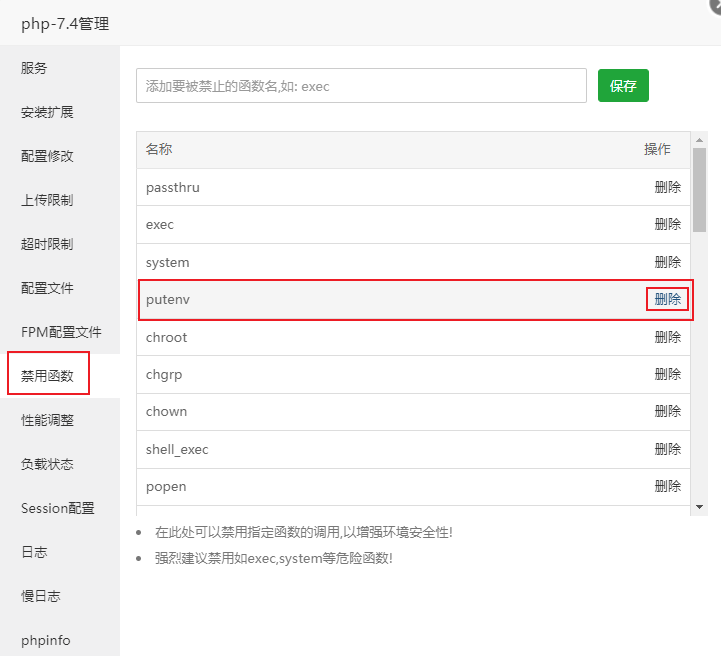 php-7.4管理
服务
安装扩展
配置修改
上传限制
超时限制
配置文件
FPM配置文件
禁用函数
性能调整
负载状态
Session配置
日志
慢日志
phpinfo
添加要被禁止的函数名,如: exec
保存
名称 操作
passthru 删除
exec 删除
system 删除
putenv 删除
chroot 删除
chgrp 删除
chown 删除
shell_exec 删除
popen 删除
在此处可以禁用指定函数的调用,以增强环境安全性!
强烈建议禁用如exec,system等危险函数!